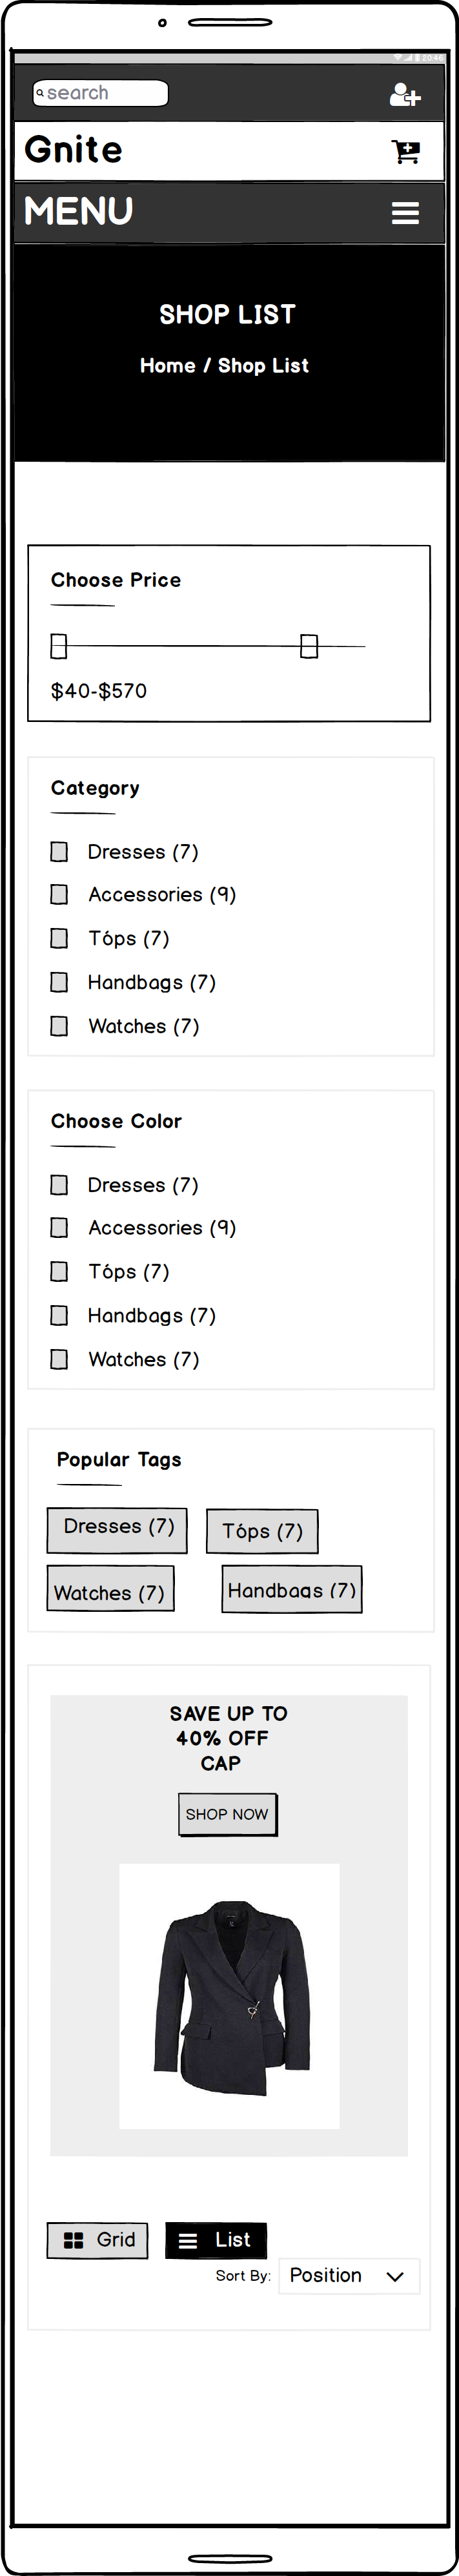 20:46
search
Gnite
MENU
SHOP LIST
Home / Shop List
Choose Price
$40-$570
Category
Dresses (7)
Accessories (9)
Tóps (7)
Handbags (7)
Watches (7)
Choose Color
Dresses (7)
Accessories (9)
Tóps (7)
Handbags (7)
Watches (7)
Popular Tags
Dresses (7) Tóps (7)
Watches (7) Handbags (7)
SAVE UP TO
40% OFF
CAP
SHOP NOW
Grid List
Sort By: Position